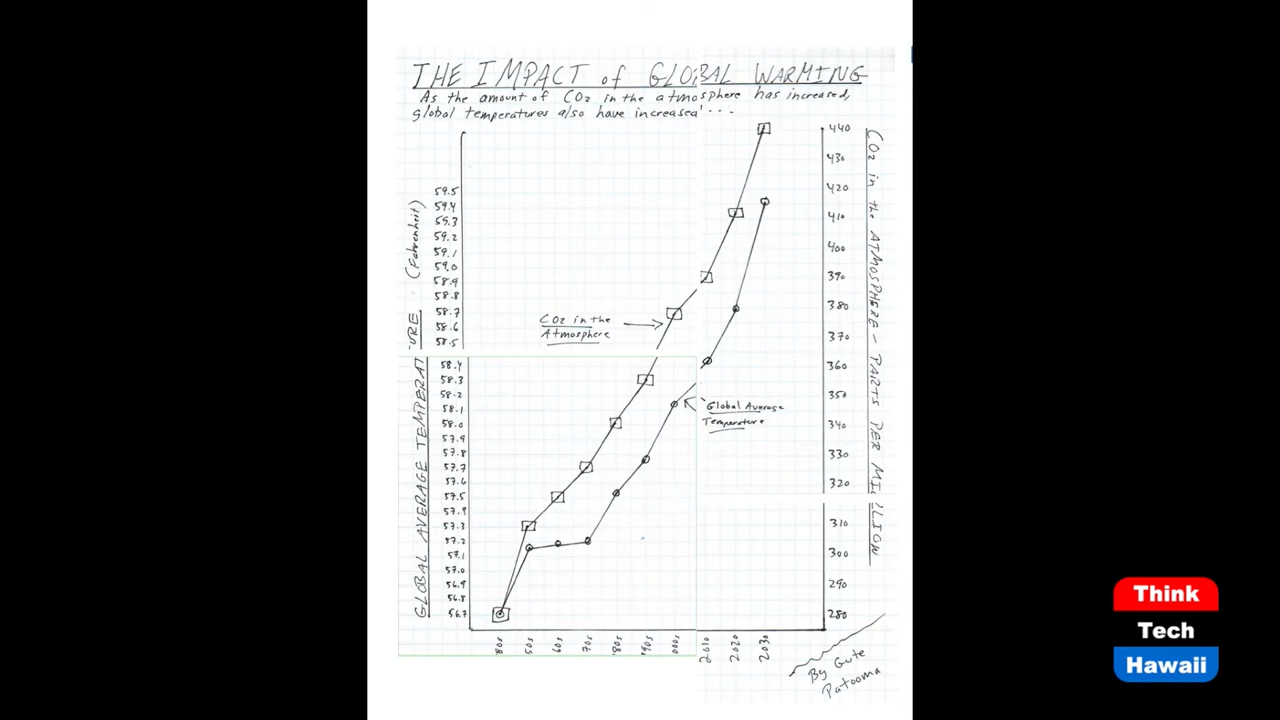 THE IMPACT of GLOBAL WARMING
As the amount of CO2 in the atmosphere has increased,
global temperatures also have increased...
GLOBAL AVERAGE TEMPERATURE (Fahrenheit)
59.5
59.4
59.3
59.2
59.1
59.0
58.9
58.8
58.7
58.6
58.5
58.4
58.3
58.2
58.1
58.0
57.9
57.8
57.7
57.6
57.5
57.4
57.3
57.2
57.1
57.0
56.9
56.8
56.7
CO2 in the
Atmosphere
Global Average
Temperature
440
430
420
410
400
390
380
370
360
350
340
330
320
310
300
290
280
CO2 in the ATMOSPHERE - PARTS PER MILLION
50s
60s
70s
80s
90s
2010
2020
2030
By Gute
Patooma
Think
Tech
Hawaii